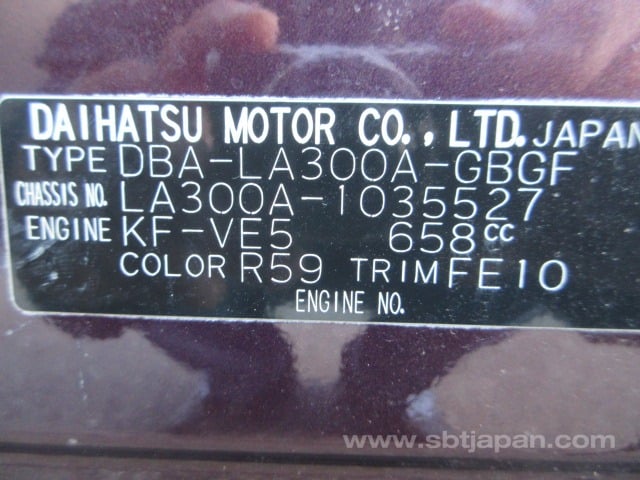 DAIHATSU MOTOR CO., LTD. JAPAN
TYPE DBA-LA300A-GBGF
CHASSIS NO. LA300A-1035527
ENGINE KF-VE5 658CC
COLOR R59 TRIM FE10
ENGINE NO.
www.sbtjapan.com